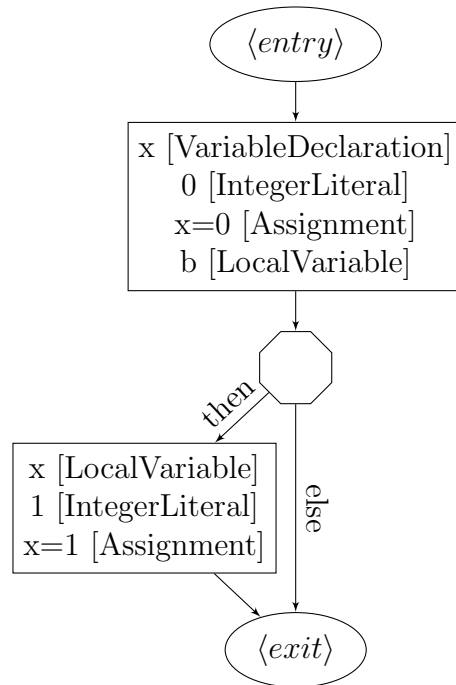 ⟨entry⟩
x [VariableDeclaration]
0 [IntegerLiteral]
x=0 [Assignment]
b [LocalVariable]
then
else
x [LocalVariable]
1 [IntegerLiteral]
x=1 [Assignment]
⟨exit⟩